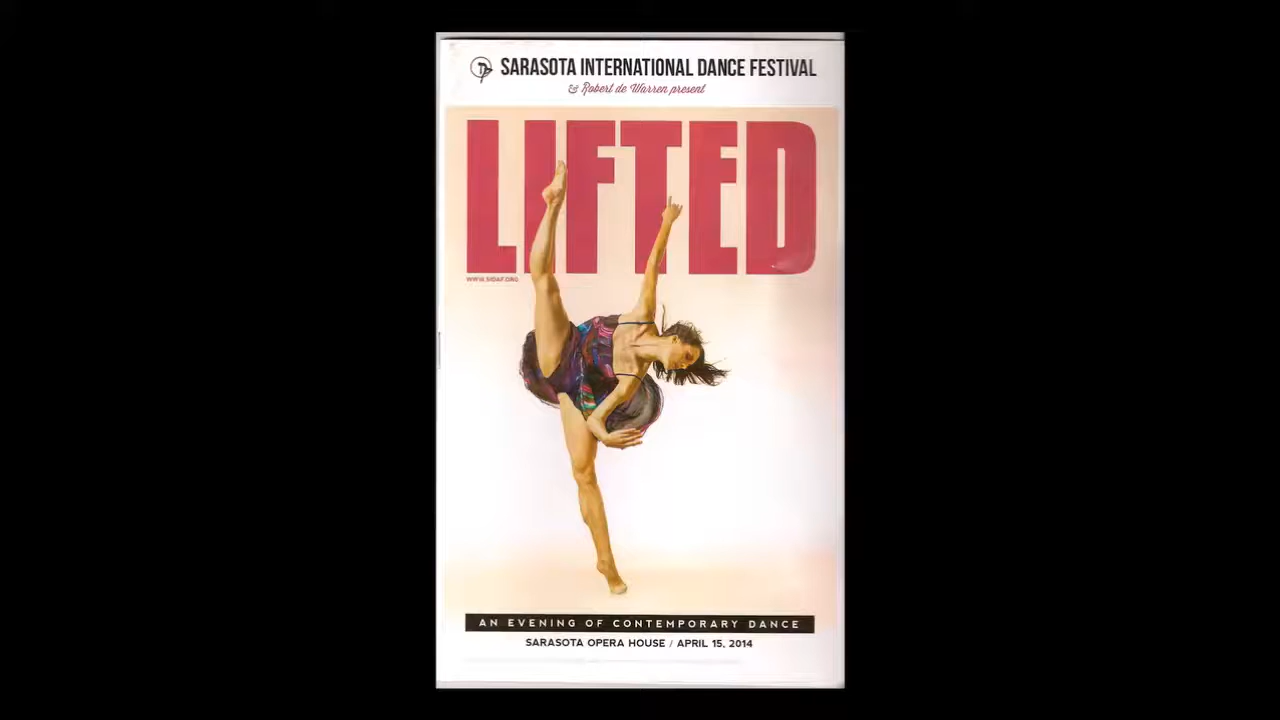 SARASOTA INTERNATIONAL DANCE FESTIVAL
& Robert de Warren present
LIFTED
WWW.SIDAF.ORG
AN EVENING OF CONTEMPORARY DANCE
SARASOTA OPERA HOUSE / APRIL 15, 2014